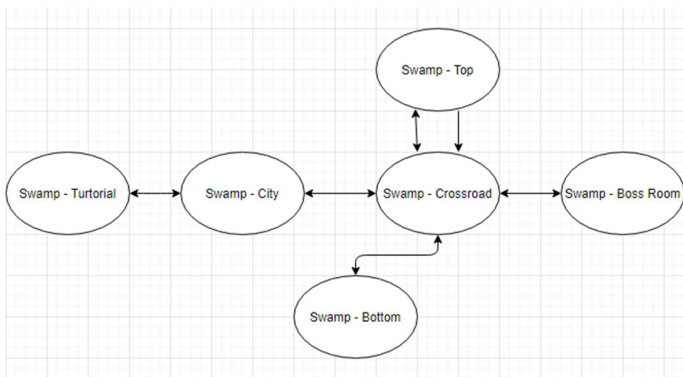 Swamp - Top
Swamp - Turtorial
Swamp - City
Swamp - Crossroad
Swamp - Boss Room
Swamp - Bottom